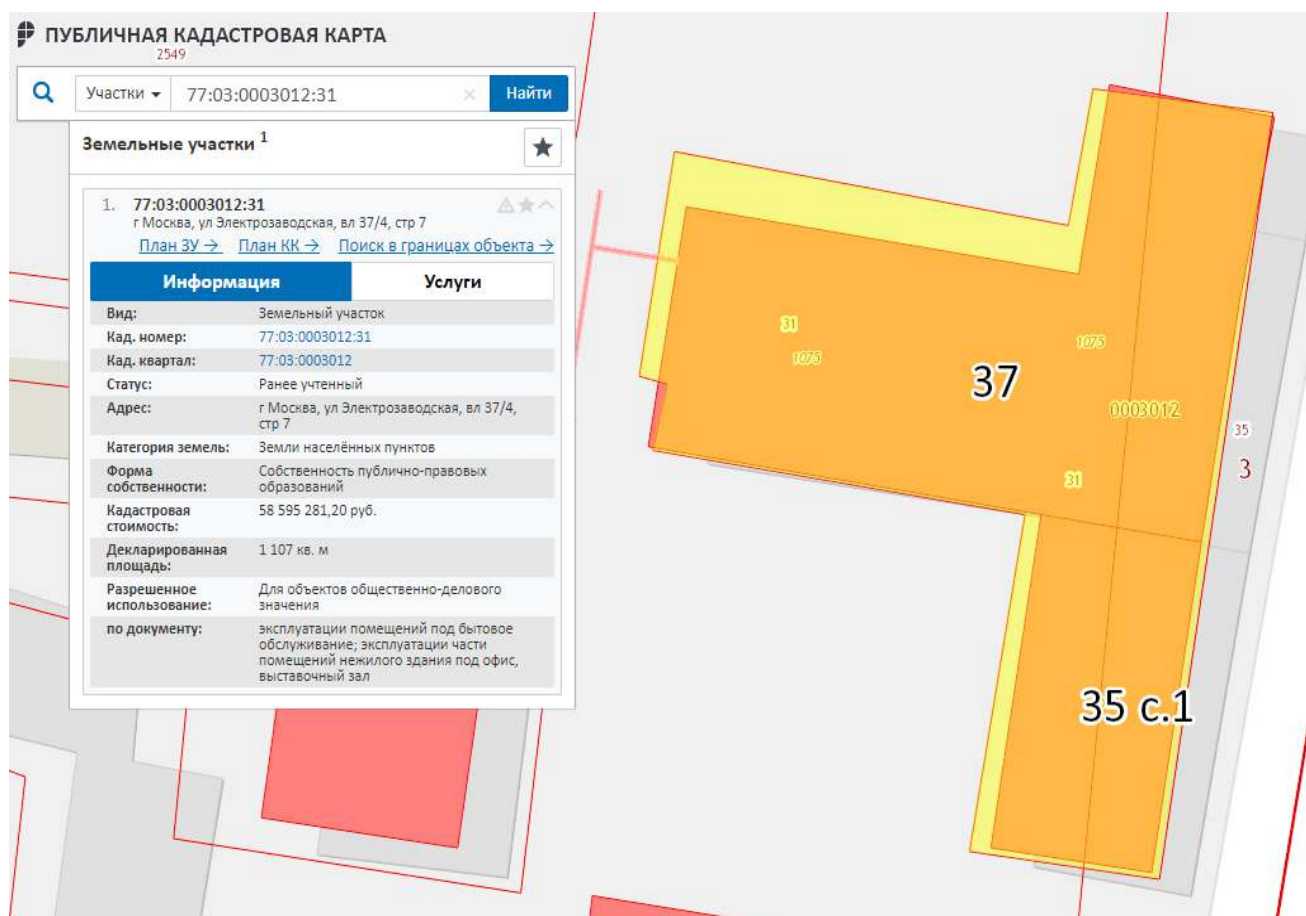 ПУБЛИЧНАЯ КАДАСТРОВАЯ КАРТА
2549
Участки 77:03:0003012:31 × Найти
Земельные участки 1
1. 77:03:0003012:31
г Москва, ул Электрозаводская, вл 37/4, стр 7
План ЗУ → План КК → Поиск в границах объекта →
Информация Услуги
Вид: Земельный участок
Кад. номер: 77:03:0003012:31
Кад. квартал: 77:03:0003012
Статус: Ранее учтенный
Адрес: г Москва, ул Электрозаводская, вл 37/4,
стр 7
Категория земель: Земли населённых пунктов
Форма Собственность публично-правовых
собственности: образований
Кадастровая 58 595 281,20 руб.
стоимость:
Декларированная 1 107 кв. м
площадь:
Разрешенное Для объектов общественно-делового
использование: значения
по документу: эксплуатации помещений под бытовое
обслуживание; эксплуатации части
помещений нежилого здания под офис,
выставочный зал
31
1075
1075
37
0003012
35
3
31
35 с.1